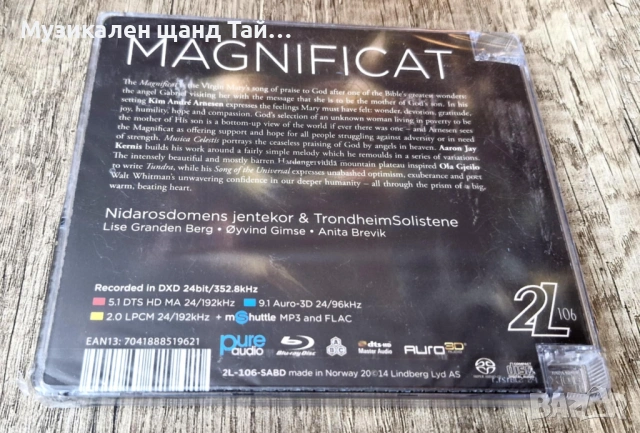 Музикален щанд Тай...
MAGNIFICAT
The Magnificat is the Virgin Mary's song of praise to God after one of the Bible's greatest wonders:
the angel Gabriel visiting her with the message that she is to be the mother of God's son. In his
setting Kim André Arnesen expresses the feelings Mary must have felt: wonder, devotion, gratitude,
joy, humility, hope and compassion. God's selection of an unknown woman living in poverty to be
the mother of His son is a bottom-up view of the world if ever there was one – and Arnesen sees
the Magnificat as offering support and hope for all people struggling against adversity or in need
of strength. Musica Celestis portrays the ceaseless praising of God by angels in heaven. Aaron Jay
Kernis builds his work around a fairly simple melody which he remoulds in a series of variations.
The intensely beautiful and mostly barren Hardangervidda mountain plateau inspired Ola Gjeilo
to write Tundra, while his Song of the Universal expresses unabashed optimism, exuberance and poet
Walt Whitman's unwavering confidence in our deeper humanity – all through the prism of a big,
warm, beating heart.
Nidarosdomens jentekor & TrondheimSolistene
Lise Granden Berg • Øyvind Gimse • Anita Brevik
Recorded in DXD 24bit/352.8kHz
5.1 DTS HD MA 24/192kHz 9.1 Auro-3D 24/96kHz
2.0 LPCM 24/192kHz + mShuttle MP3 and FLAC
2L 106
EAN13: 7041888519621
pure audio Blu-ray Disc dts HD Master Audio AURO 3D
2L-106-SABD made in Norway 20©14 Lindberg Lyd AS